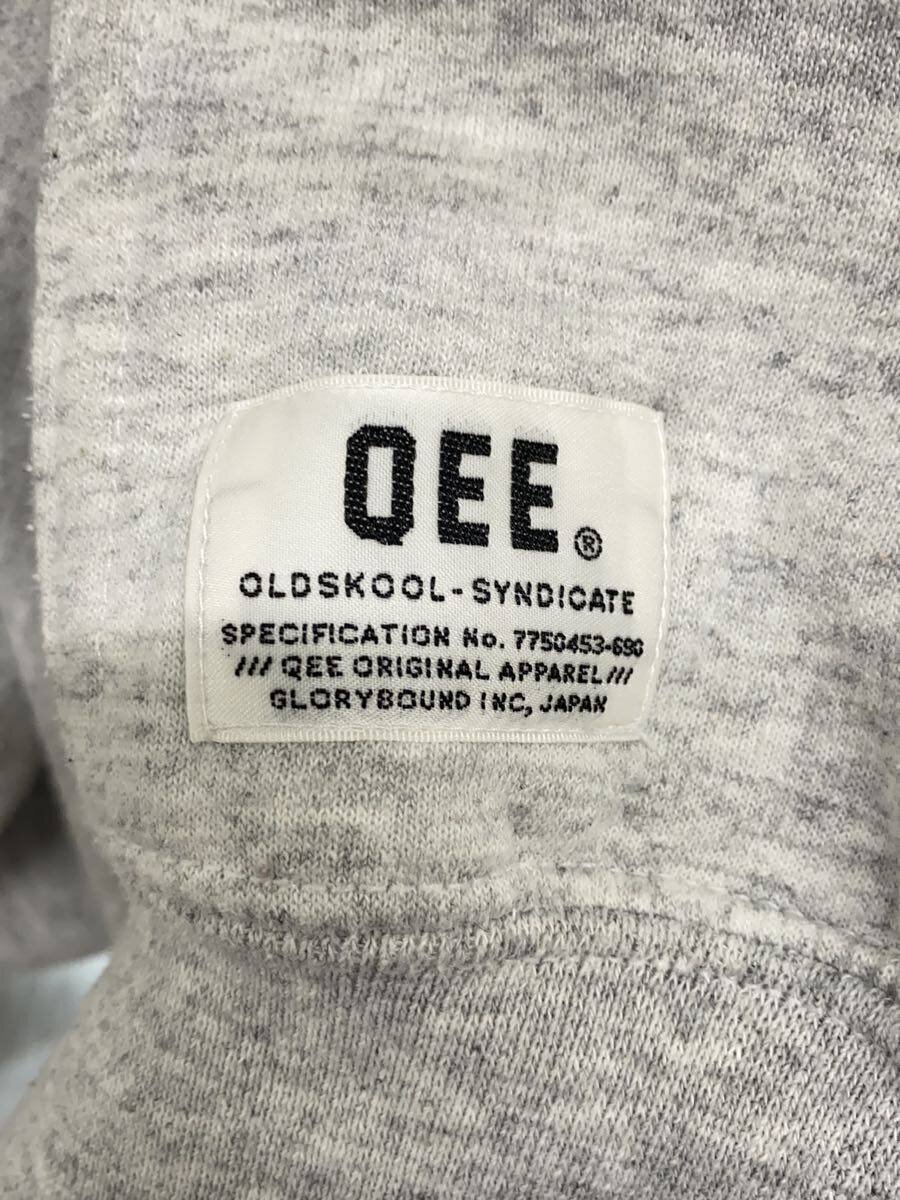 QEE®
OLDSKOOL-SYNDICATE
SPECIFICATION No. 7750453-690
/// QEE ORIGINAL APPAREL ///
GLORYBOUND INC, JAPAN